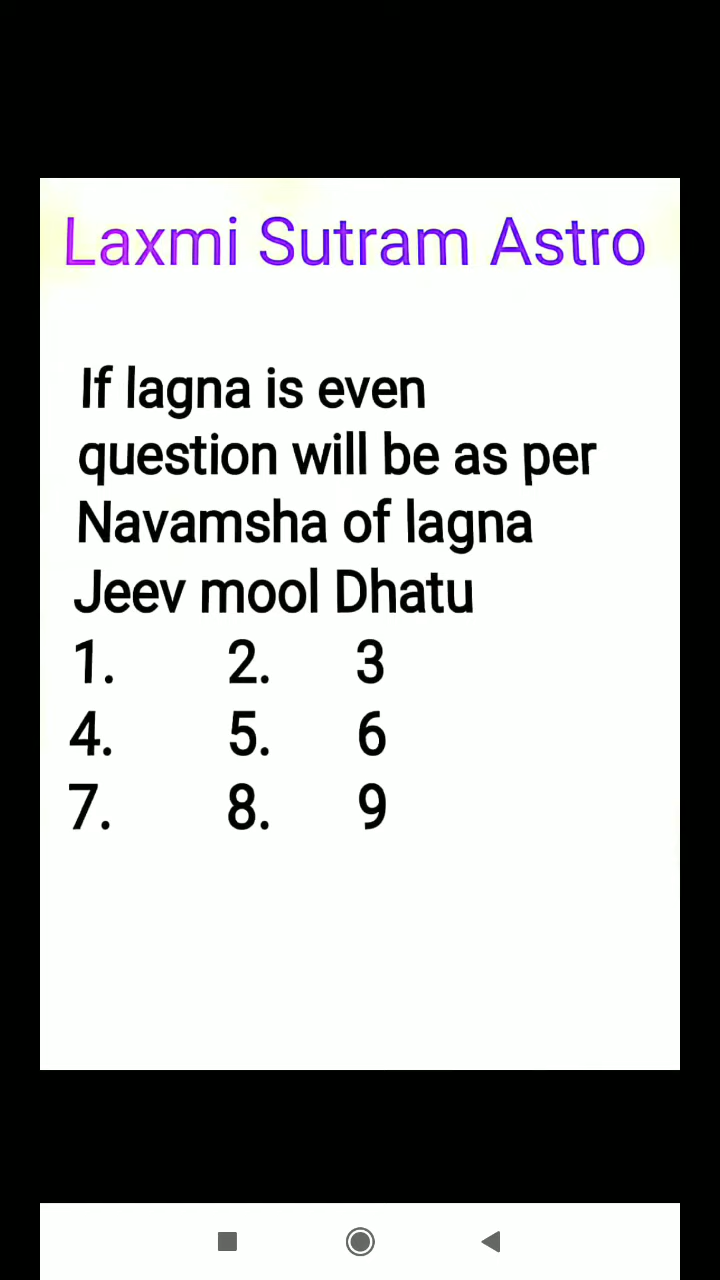 Laxmi Sutram Astro
If lagna is even
question will be as per
Navamsha of lagna
Jeev mool Dhatu
1. 2. 3
4. 5. 6
7. 8. 9